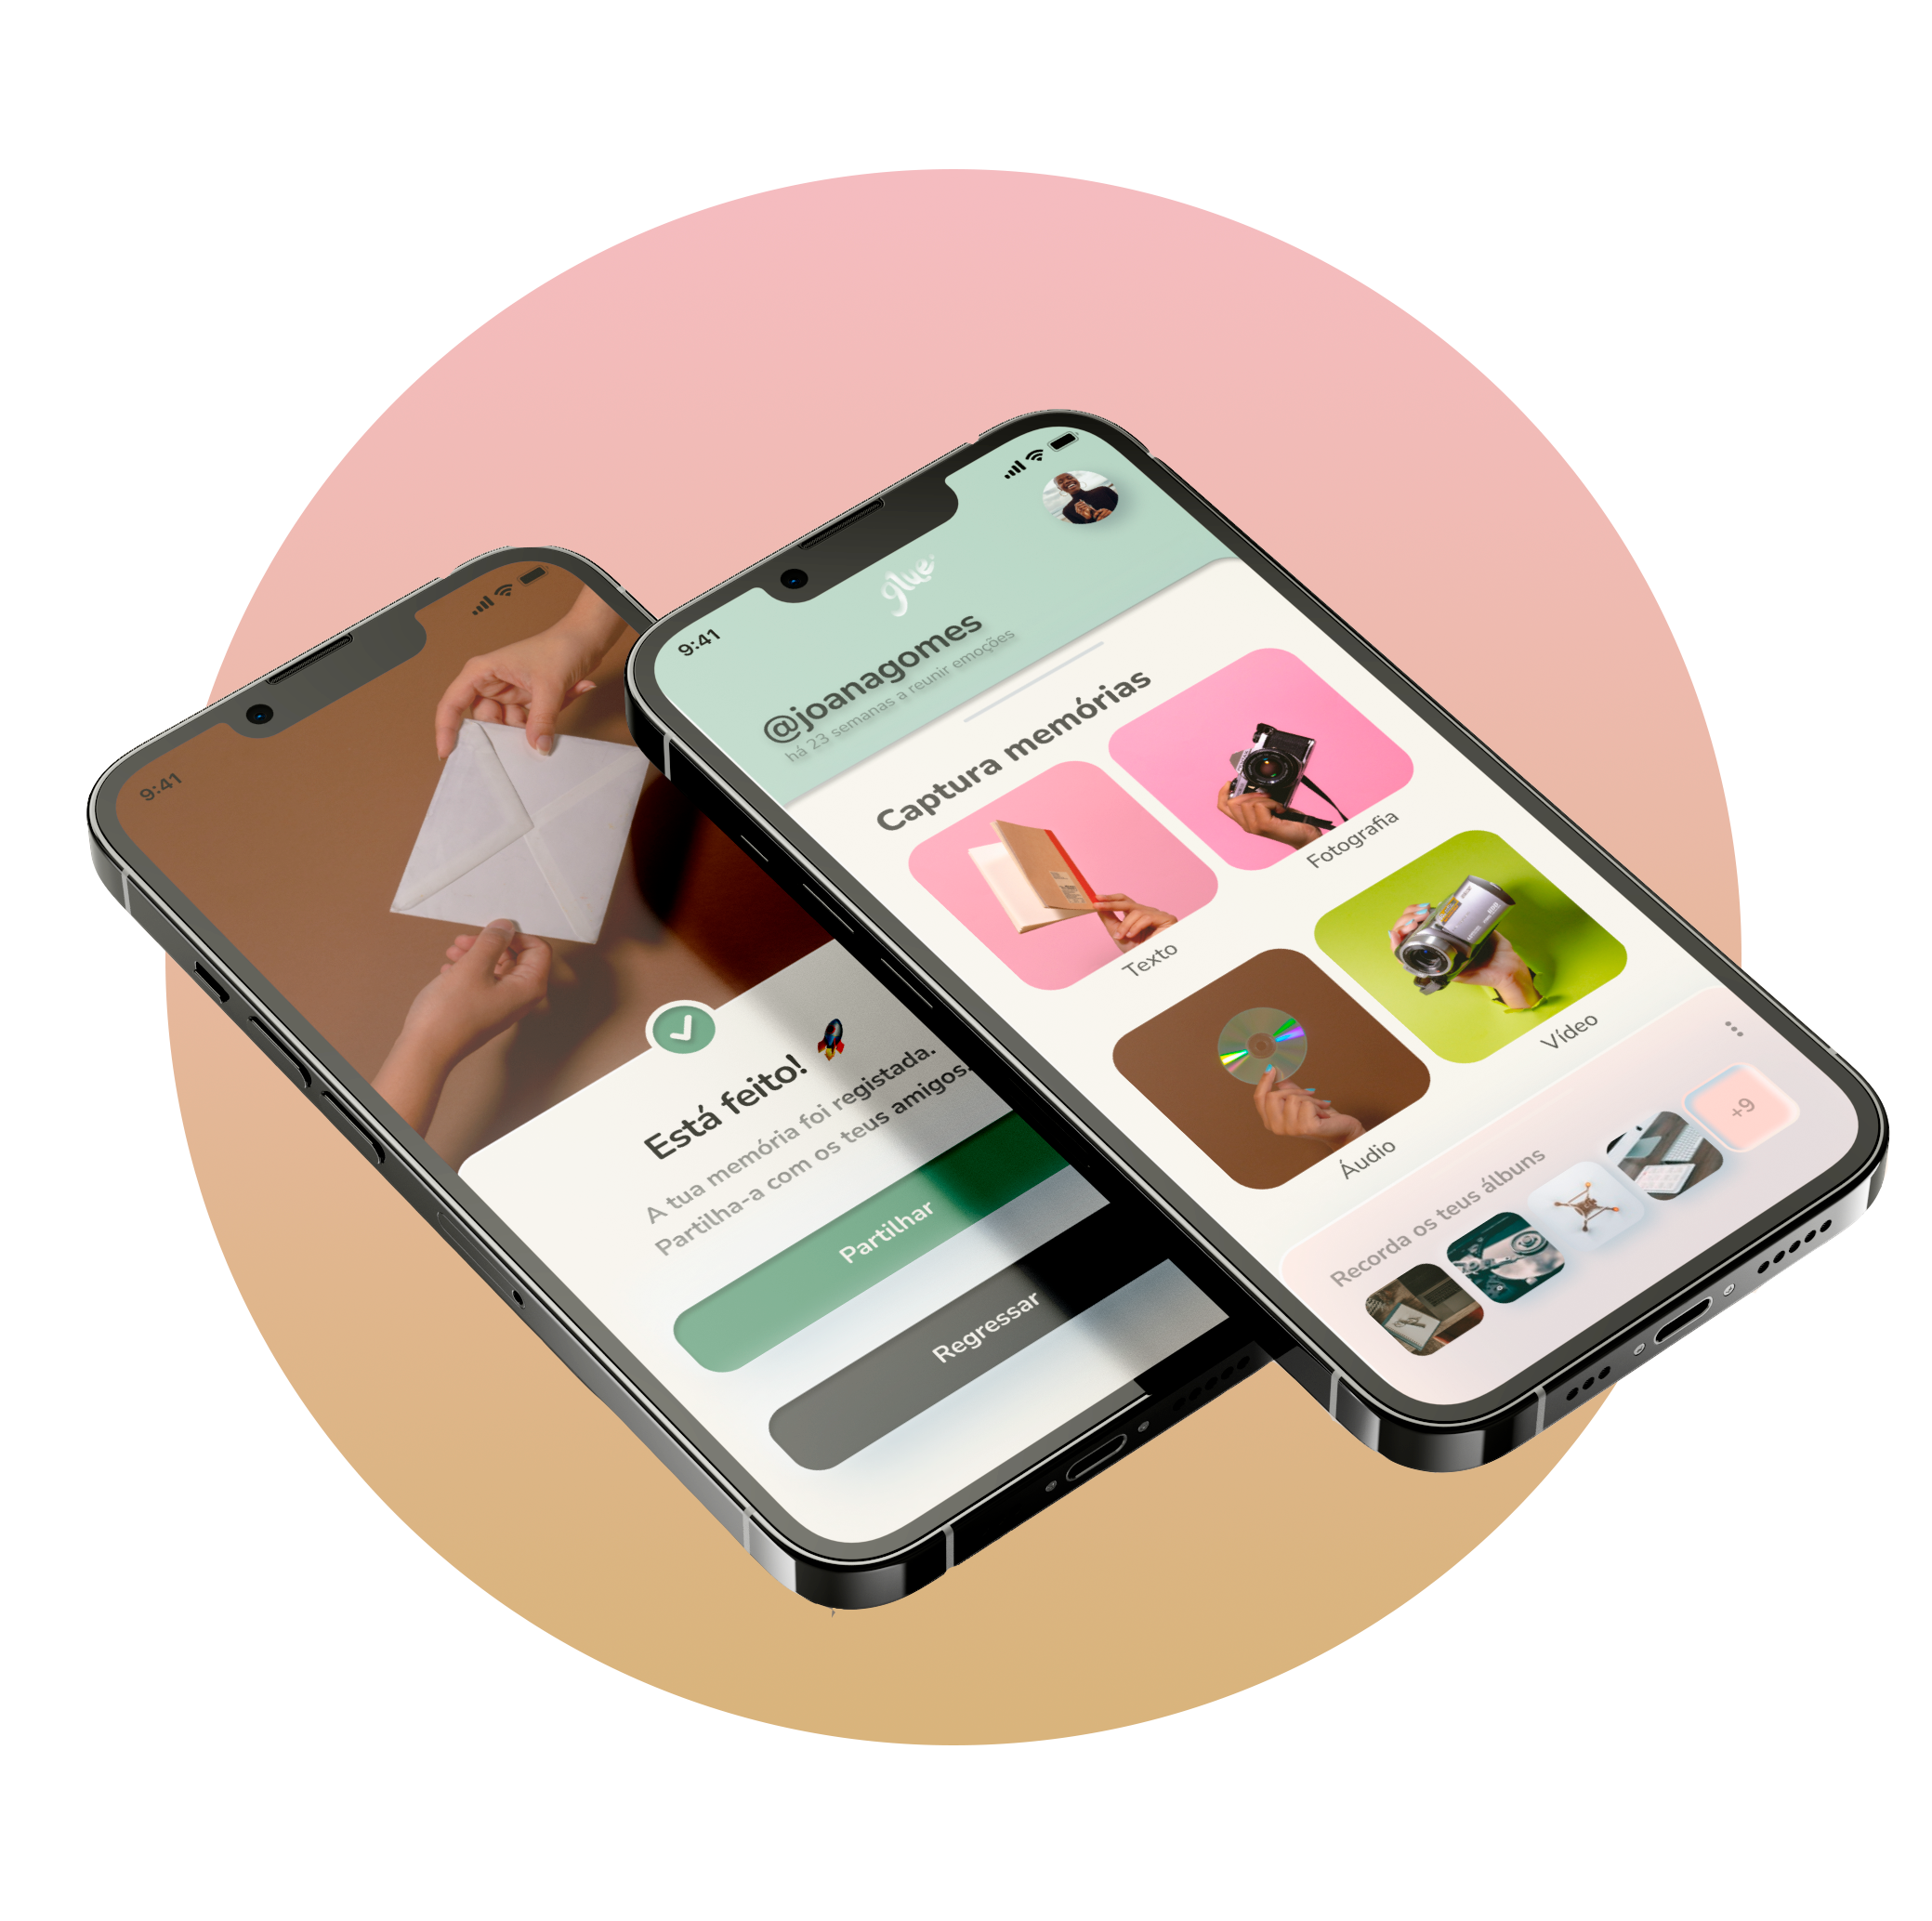 9:41
Está feito! 🚀
A tua memória foi registada.
Partilha-a com os teus amigos.
Partilhar
Regressar
9:41
glue
@joanagomes
há 23 semanas a reunir emoções
Captura memórias
Texto
Fotografia
Áudio
Vídeo
Recorda os teus álbuns
+9